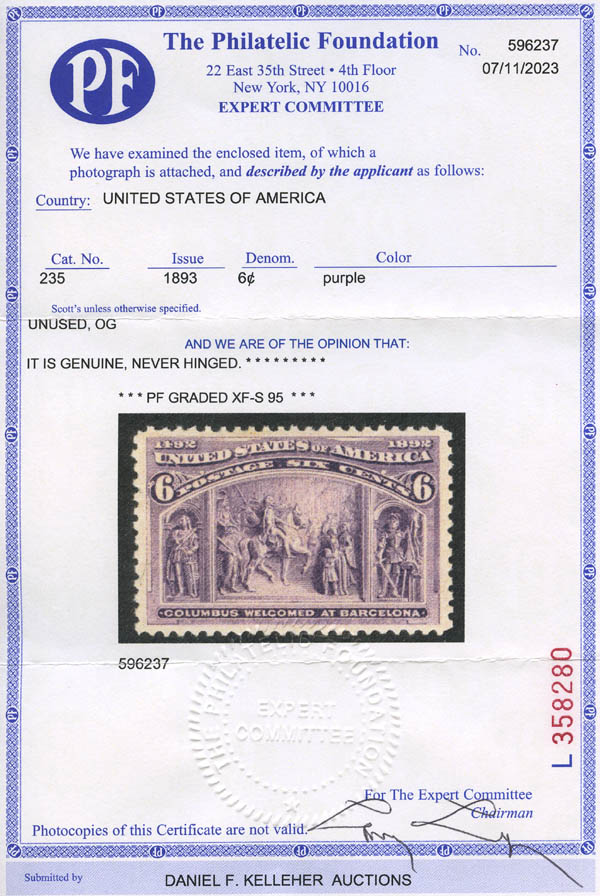 PF
The Philatelic Foundation
No. 596237
22 East 35th Street • 4th Floor
07/11/2023
New York, NY 10016
EXPERT COMMITTEE
We have examined the enclosed item, of which a
photograph is attached, and described by the applicant as follows:
Country: UNITED STATES OF AMERICA
Cat. No. Issue Denom. Color
235 1893 6¢ purple
Scott's unless otherwise specified.
UNUSED, OG
AND WE ARE OF THE OPINION THAT:
IT IS GENUINE, NEVER HINGED. * * * * * * * * *
* * * PF GRADED XF-S 95 * * *
1492 1892
UNITED STATES OF AMERICA
6 POSTAGE SIX CENTS 6
·COLUMBUS WELCOMED AT BARCELONA·
596237
THE PHILATELIC FOUNDATION
EXPERT
COMMITTEE
L 358280
For The Expert Committee
Chairman
Photocopies of this Certificate are not valid.
Submitted by DANIEL F. KELLEHER AUCTIONS